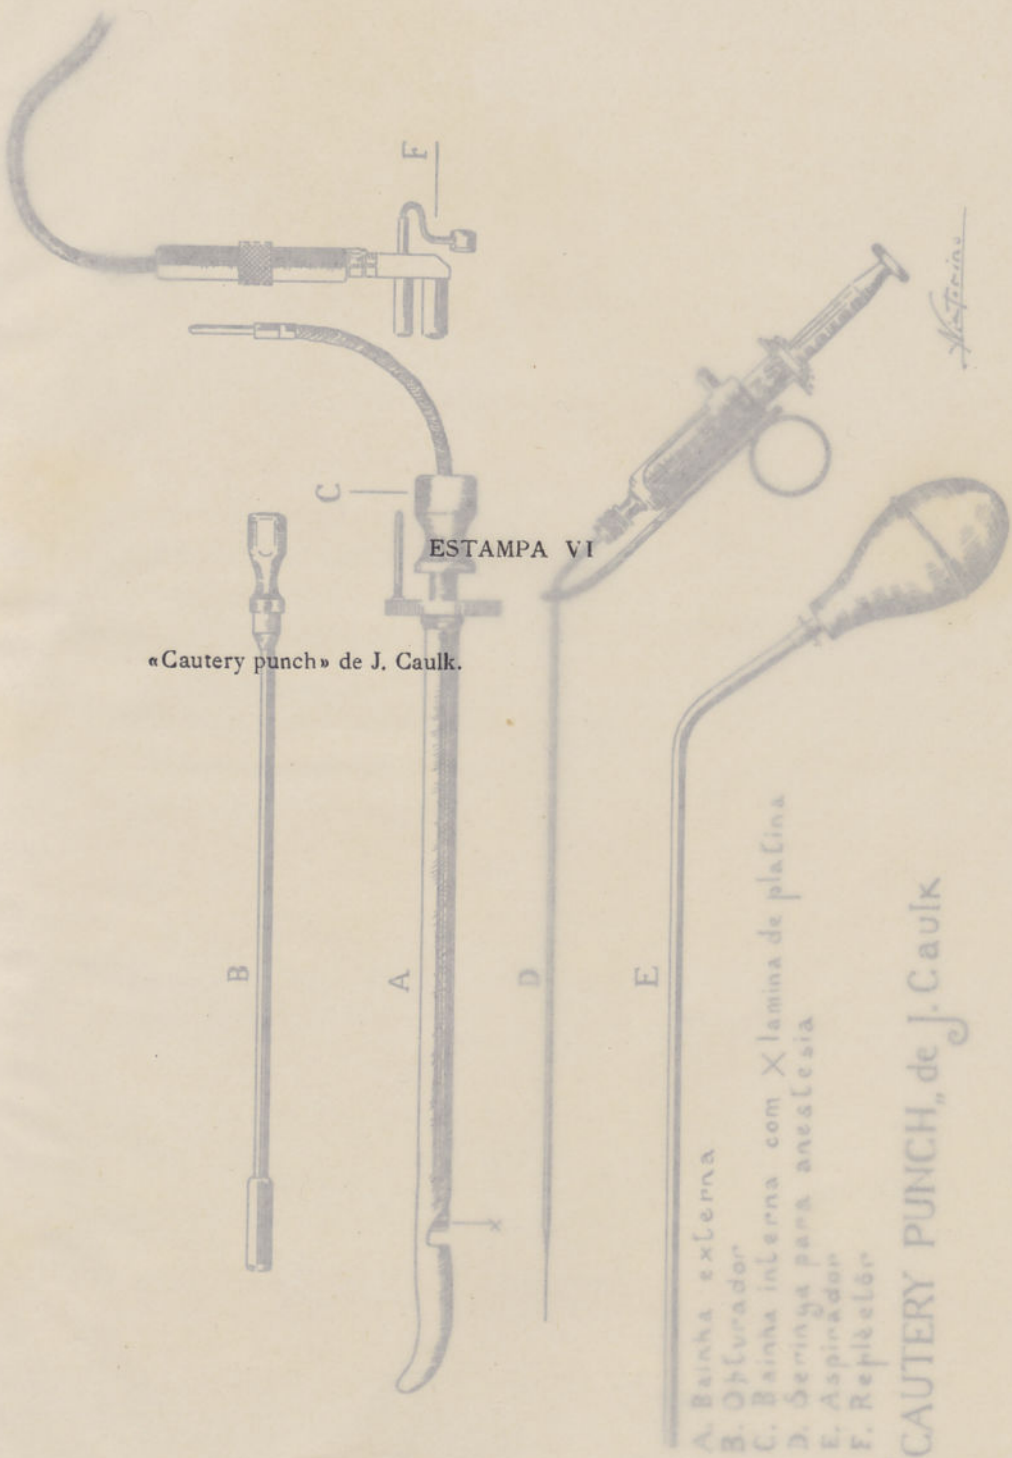 ESTAMPA VI
«Cautery punch» de J. Caulk.
F
C
B
A
D
E
x
A. Bainha externa
B. Obturador
C. Bainha interna com X lamina de platina
D. Seringa para anestesia
E. Aspirador
F. Replétór
CAUTERY PUNCH„ de J. Caulk